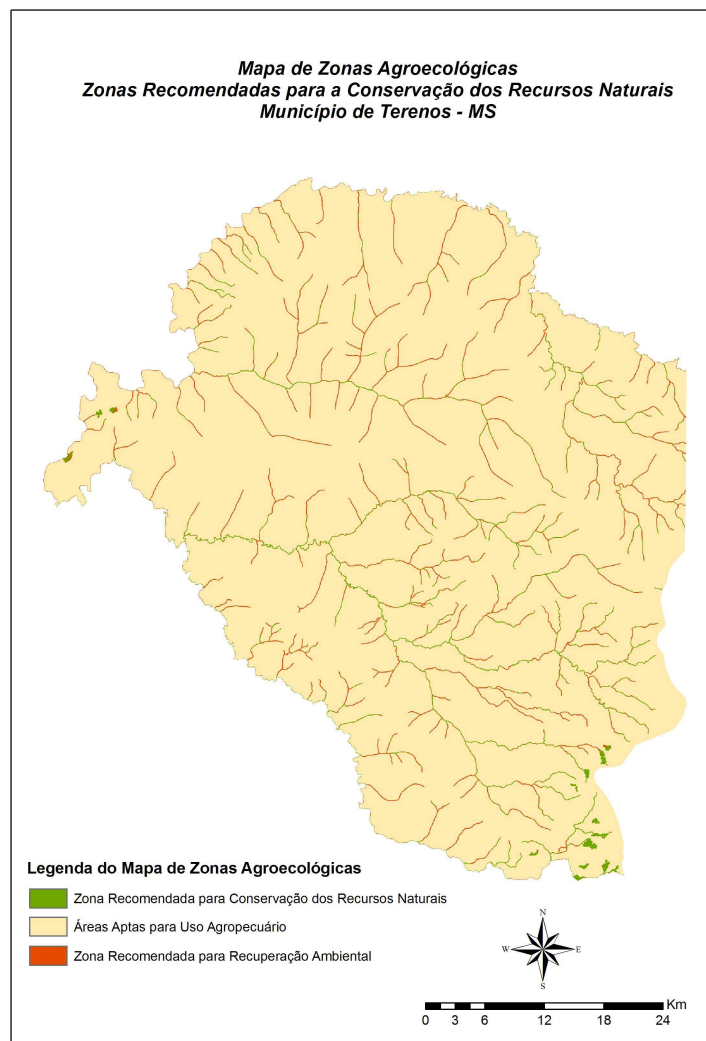 Mapa de Zonas Agroecológicas
Zonas Recomendadas para a Conservação dos Recursos Naturais
Município de Terenos - MS
Legenda do Mapa de Zonas Agroecológicas
Zona Recomendada para Conservação dos Recursos Naturais
Áreas Aptas para Uso Agropecuário
Zona Recomendada para Recuperação Ambiental
N
W E
S
Km
0 3 6 12 18 24